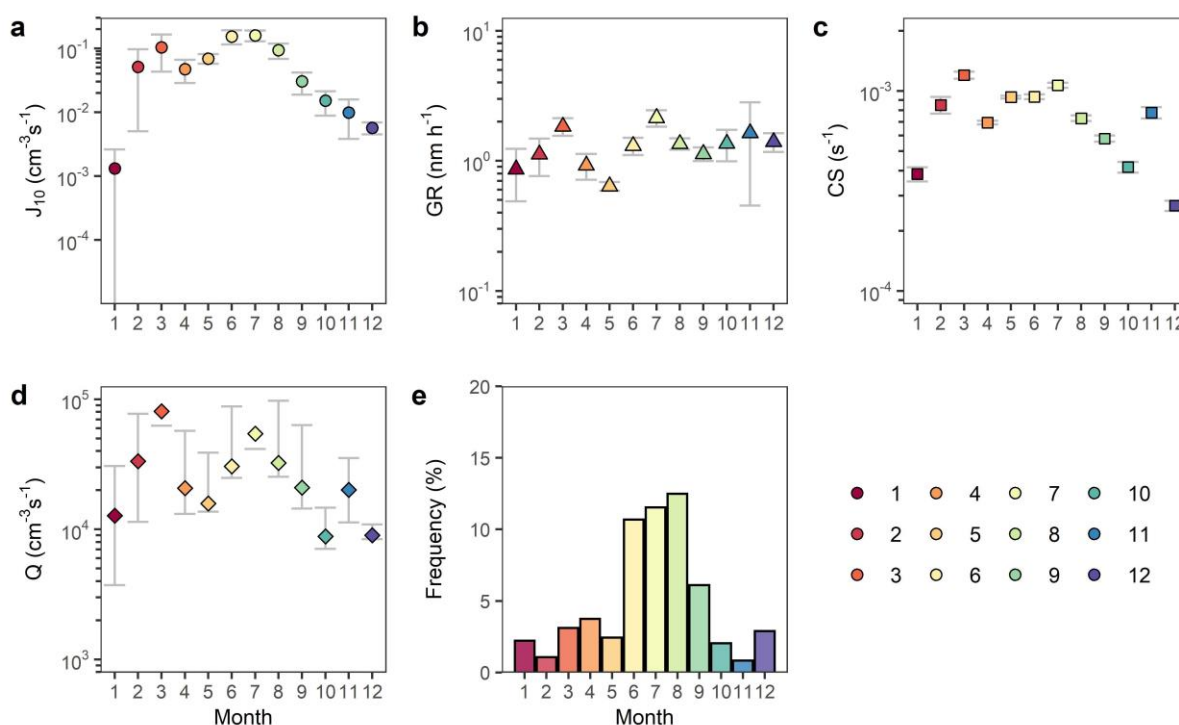 a
J₁₀ (cm⁻³s⁻¹)
10⁻¹
10⁻²
10⁻³
10⁻⁴
1 2 3 4 5 6 7 8 9 10 11 12
b
GR (nm h⁻¹)
10¹
10⁰
10⁻¹
1 2 3 4 5 6 7 8 9 10 11 12
c
CS (s⁻¹)
10⁻³
10⁻⁴
1 2 3 4 5 6 7 8 9 10 11 12
d
Q (cm⁻³s⁻¹)
10⁵
10⁴
10³
1 2 3 4 5 6 7 8 9 10 11 12
Month
e
Frequency (%)
20
15
10
5
0
1 2 3 4 5 6 7 8 9 10 11 12
Month
1 4 7 10
2 5 8 11
3 6 9 12